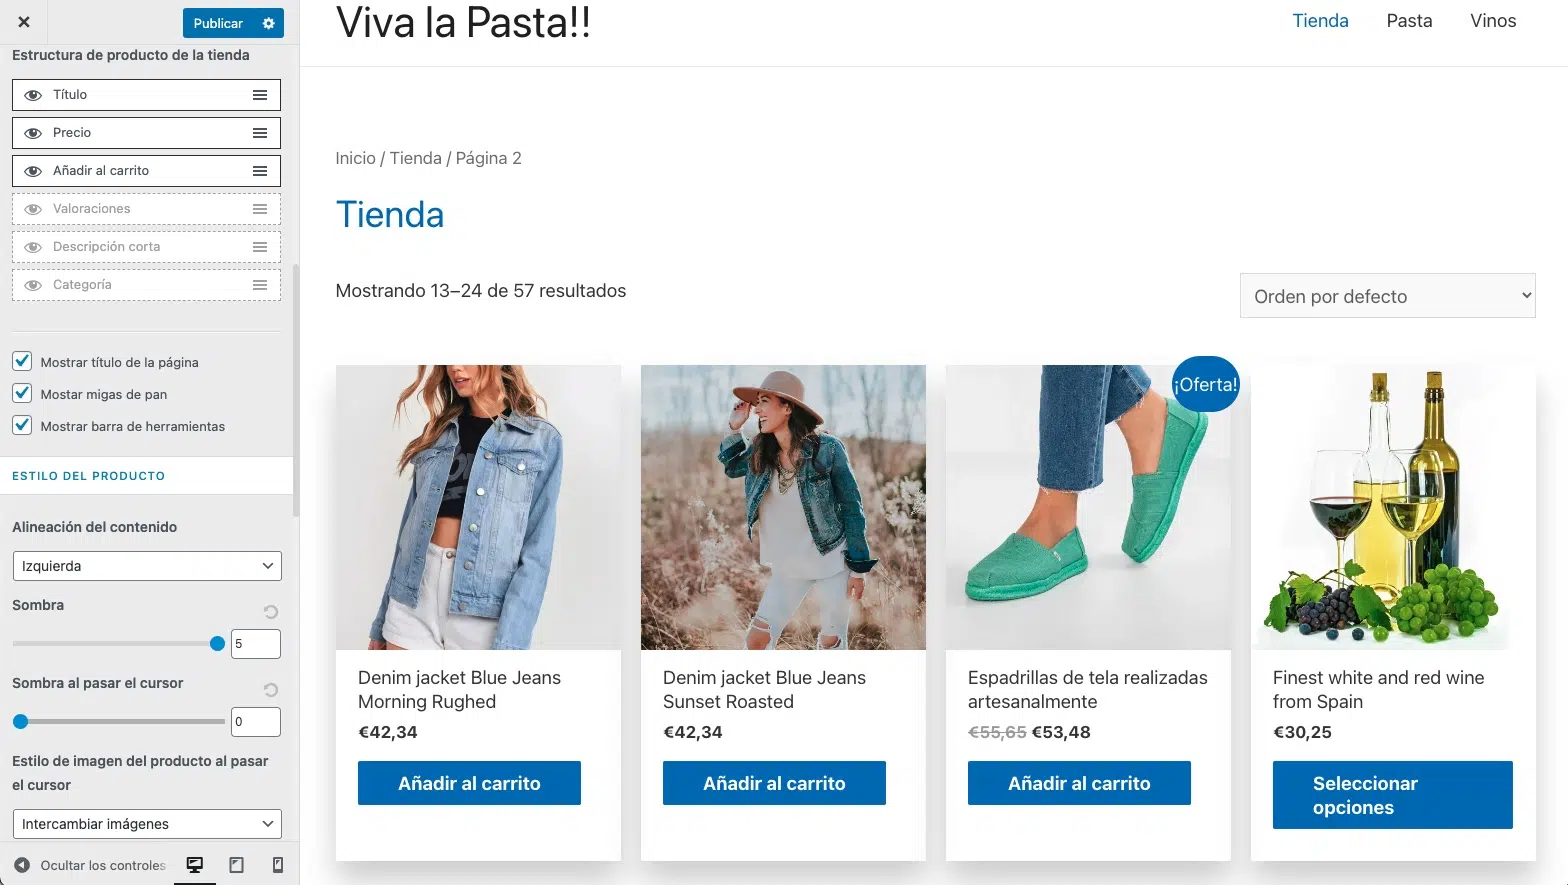 Publicar
Estructura de producto de la tienda
Título
Precio
Añadir al carrito
Valoraciones
Descripción corta
Categoría
Mostrar título de la página
Mostar migas de pan
Mostrar barra de herramientas
ESTILO DEL PRODUCTO
Alineación del contenido
Izquierda
Sombra
5
Sombra al pasar el cursor
0
Estilo de imagen del producto al pasar
el cursor
Intercambiar imágenes
Ocultar los controles
Viva la Pasta!!
Tienda
Pasta
Vinos
Inicio / Tienda / Página 2
Tienda
Mostrando 13–24 de 57 resultados
Orden por defecto
Denim jacket Blue Jeans
Morning Rughed
€42,34
Añadir al carrito
Denim jacket Blue Jeans
Sunset Roasted
€42,34
Añadir al carrito
¡Oferta!
Espadrillas de tela realizadas
artesanalmente
€55,65 €53,48
Añadir al carrito
Finest white and red wine
from Spain
€30,25
Seleccionar
opciones